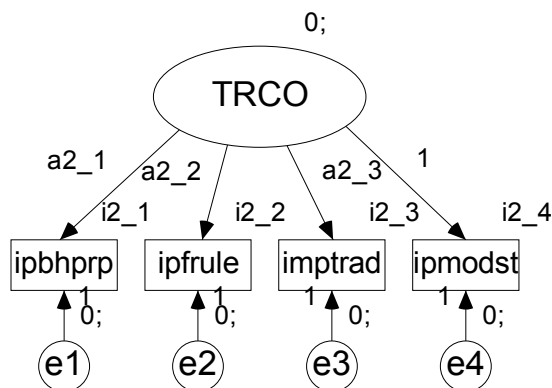 0;
TRCO
a2_1 a2_2 a2_3 1
i2_1 i2_2 i2_3 i2_4
ipbhprp ipfrule imptrad ipmodst
1 1 1 1
0; 0; 0; 0;
e1 e2 e3 e4